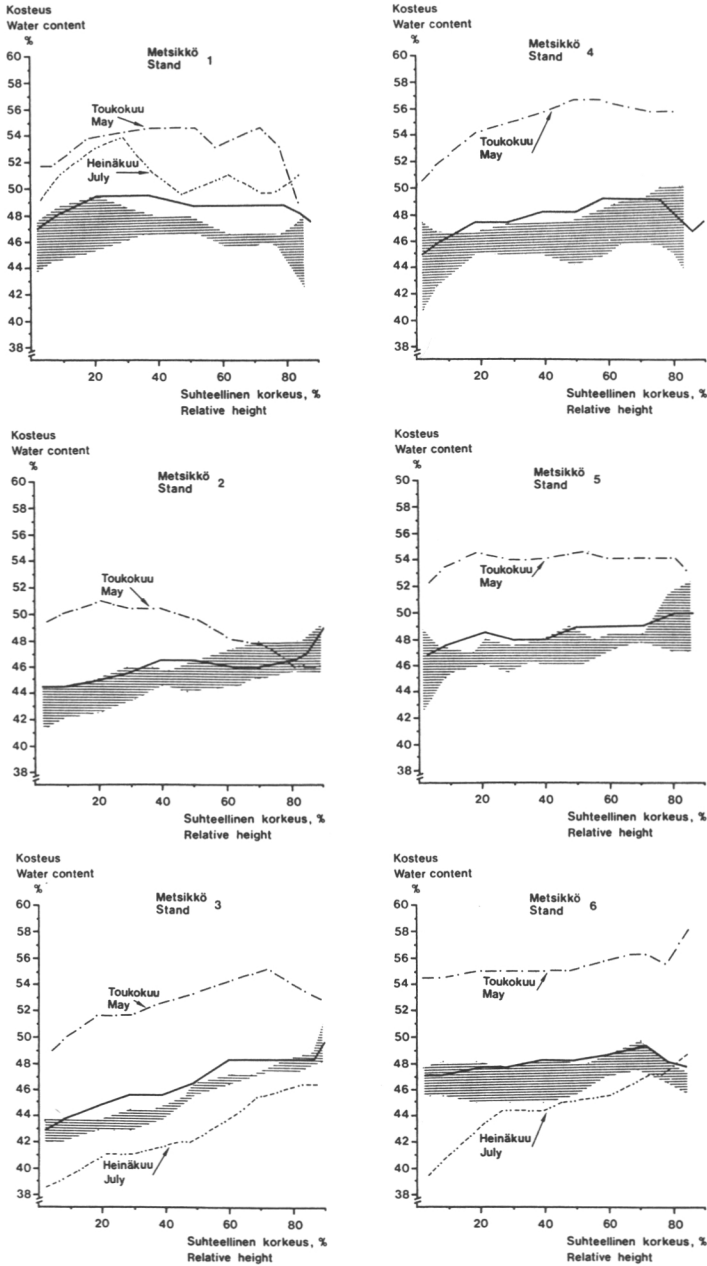 Kosteus
Water content
%
Metsikkö
Stand 1
60
58
56
54
52
50
48
46
44
42
40
38
Toukokuu
May
Heinäkuu
July
20 40 60 80
Suhteellinen korkeus, %
Relative height
Kosteus
Water content
%
Metsikkö
Stand 4
60
58
56
54
52
50
48
46
44
42
40
38
Toukokuu
May
20 40 60 80
Suhteellinen korkeus, %
Relative height
Kosteus
Water content
%
Metsikkö
Stand 2
60
58
56
54
52
50
48
46
44
42
40
38
Toukokuu
May
20 40 60 80
Suhteellinen korkeus, %
Relative height
Kosteus
Water content
%
Metsikkö
Stand 5
50
58
56
54
52
50
48
46
44
42
40
38
Toukokuu
May
20 40 60 80
Suhteellinen korkeus, %
Relative height
Kosteus
Water content
%
Metsikkö
Stand 3
60
58
56
54
52
50
48
46
44
42
40
38
Toukokuu
May
Heinäkuu
July
20 40 60 80
Suhteellinen korkeus, %
Relative height
Kosteus
Water content
%
Metsikkö
Stand 6
60
58
56
54
52
50
48
46
44
42
40
38
Toukokuu
May
Heinäkuu
July
20 40 60 80
Suhteellinen korkeus, %
Relative height